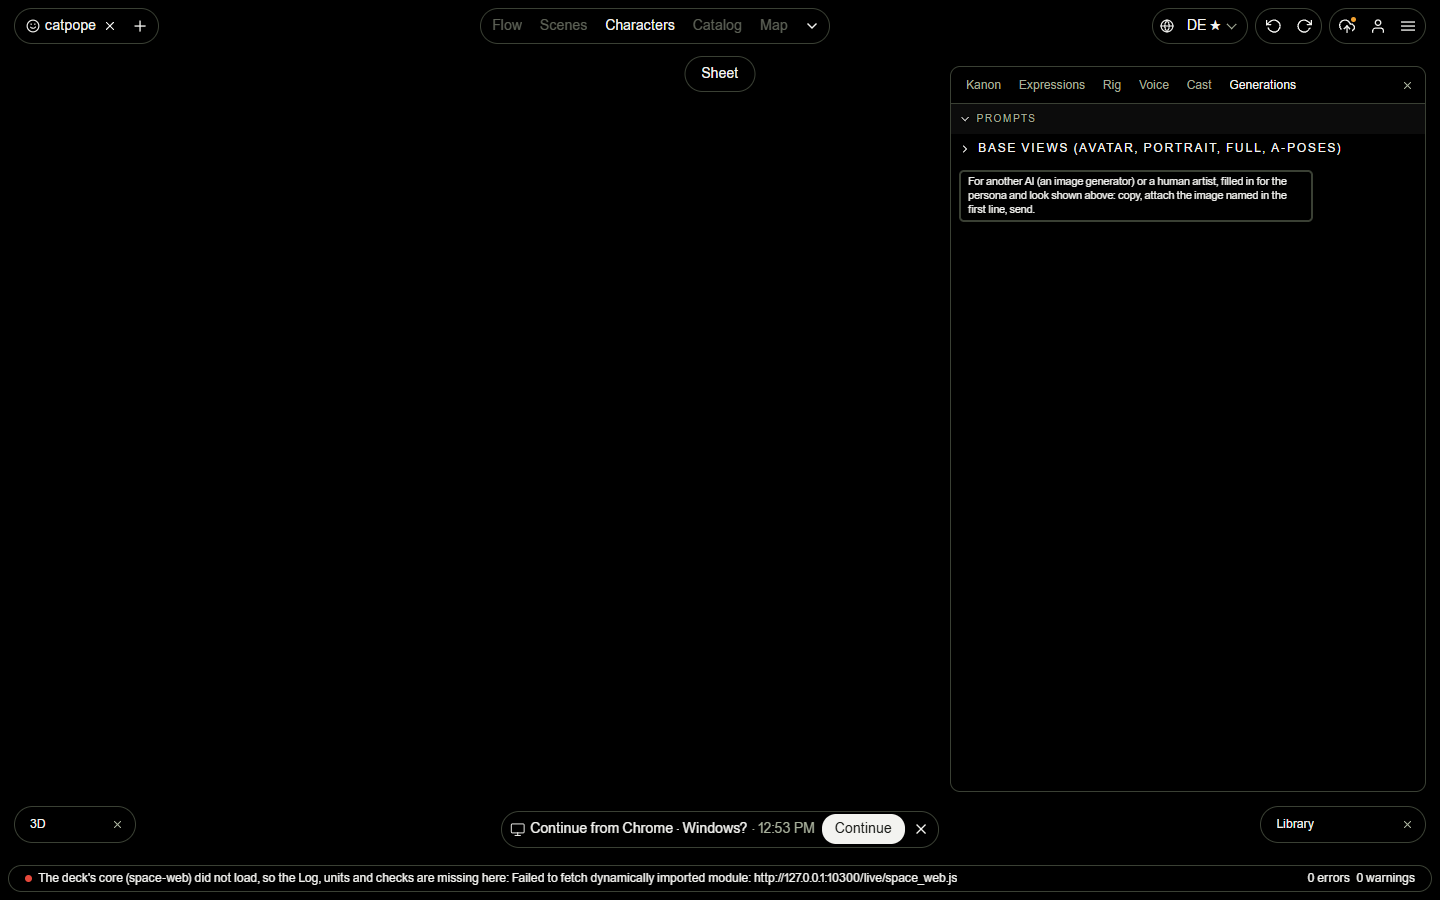 catpope
Flow Scenes Characters Catalog Map
DE ★
Sheet
Kanon Expressions Rig Voice Cast Generations
PROMPTS
BASE VIEWS (AVATAR, PORTRAIT, FULL, A-POSES)
For another AI (an image generator) or a human artist, filled in for the
persona and look shown above: copy, attach the image named in the
first line, send.
3D
Continue from Chrome · Windows? · 12:53 PM Continue
Library
The deck's core (space-web) did not load, so the Log, units and checks are missing here: Failed to fetch dynamically imported module: http://127.0.0.1:10300/live/space_web.js
0 errors 0 warnings